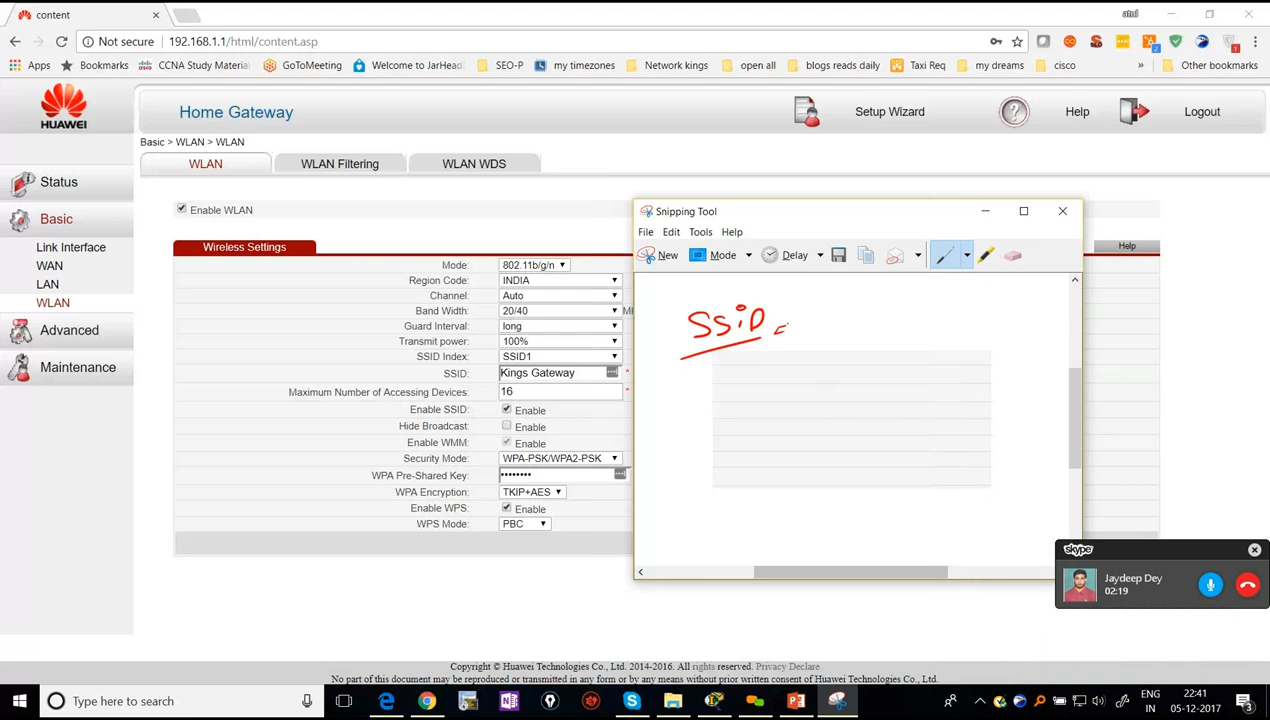 content
atul
Not secure
192.168.1.1/html/content.asp
Apps
Bookmarks
CCNA Study Materia
GoToMeeting
Welcome to JarHead
SEO-P
my timezones
Network kings
open all
blogs reads daily
Taxi Req
my dreams
cisco
»
Other bookmarks
HUAWEI
Home Gateway
Setup Wizard
Help
Logout
Basic > WLAN > WLAN
WLAN
WLAN Filtering
WLAN WDS
Status
Basic
Link Interface
WAN
LAN
WLAN
Advanced
Maintenance
Enable WLAN
Wireless Settings
Help
Mode: 802.11b/g/n
Region Code: INDIA
Channel: Auto
Band Width: 20/40 MH
Guard Interval: long
Transmit power: 100%
SSID Index: SSID1
SSID: Kings Gateway *
Maximum Number of Accessing Devices: 16 *
Enable SSID: Enable
Hide Broadcast: Enable
Enable WMM: Enable
Security Mode: WPA-PSK/WPA2-PSK
WPA Pre-Shared Key: ••••••••
WPA Encryption: TKIP+AES
Enable WPS: Enable
WPS Mode: PBC
Snipping Tool
File Edit Tools Help
New Mode Delay
SSiD
skype
Jaydeep Dey
02:19
Copyright © Huawei Technologies Co., Ltd. 2014-2016. All rights reserved. Privacy Declare
No part of this document may be reproduced or transmitted in any form or by any means without prior written consent of Huawei Technologies Co., Ltd.
Type here to search
ENG
IN
22:41
05-12-2017
3